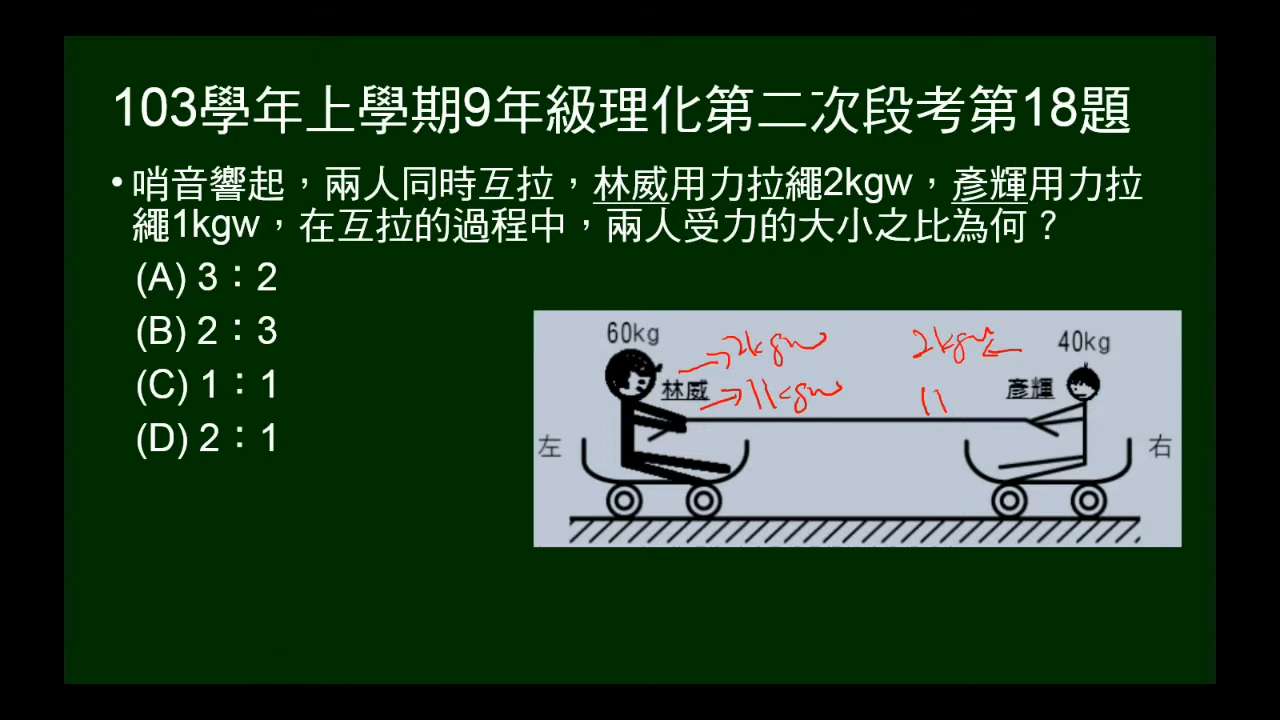 103學年上學期9年級理化第二次段考第18題
•哨音響起，兩人同時互拉，林威用力拉繩2kgw，彥輝用力拉
繩1kgw，在互拉的過程中，兩人受力的大小之比為何？
(A) 3：2
(B) 2：3
(C) 1：1
(D) 2：1
60kg
2kgw
2kgw
40kg
林威
1kgw
彥輝
左
右